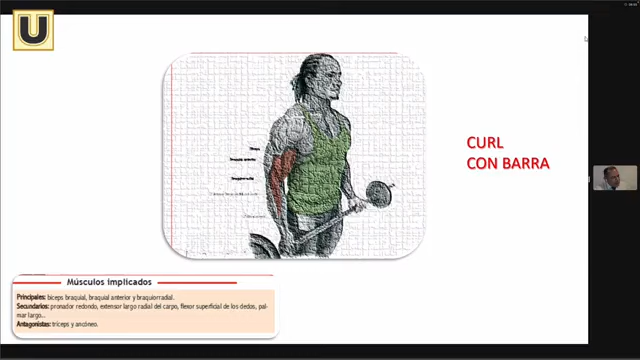 U
CURL
CON BARRA
Músculos implicados
Principales: bíceps braquial, braquial anterior y braquiorradial.
Secundarios: pronador redondo, extensor largo radial del carpo, flexor superficial de los dedos, pal-
mar largo...
Antagonistas: tríceps y ancóneo.